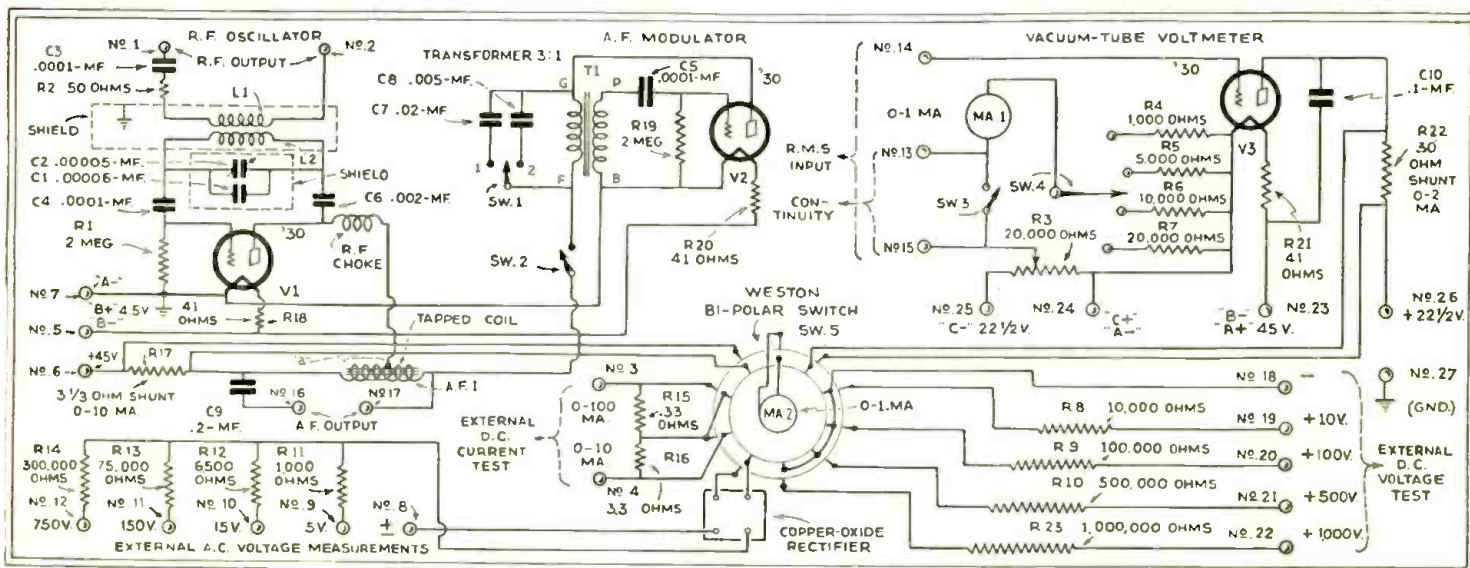 R.F. OSCILLATOR
Nº.1
Nº.2
R.F. OUTPUT
C3
.0001-MF.
R2 50 OHMS
L1
SHIELD
L2
C2 .00005-MF.
C1 .00006-MF.
SHIELD
C4 .0001-MF.
C6 .002-MF.
R1
2 MEG
'30
R.F.
CHOKE
V1
Nº.7
"A-"
"B+" 45V.
41
OHMS
R18
Nº.5
"B-"
+45V
R17
Nº.6
TAPPED COIL
"a"
A.F.1
3 1/3 OHM SHUNT
0-10 MA.
C9
.2-MF.
Nº16
Nº17
A.F. OUTPUT
A.F. MODULATOR
TRANSFORMER 3:1
C8 .005-MF.
C7 .02-MF.
G
T1
P
C5
.0001-MF
'30
R19
2 MEG
1
2
SW.1
F
B
V2
R20
41 OHMS
SW.2
VACUUM-TUBE VOLTMETER
Nº.14
'30
C10
.1-MF.
0-1 MA
MA.1
R4
1,000 OHMS
R5
5,000 OHMS
R6
10,000 OHMS
R7
20,000 OHMS
V3
R22
30
OHM
SHUNT
0-2
MA
R.M.S
INPUT
Nº.13
SW.4
SW.3
CON-
TINUITY
R3
20,000 OHMS
Nº15
R21
41
OHMS
Nº.25
"C-" 22 1/2 V.
Nº.24
"C+"
"A-"
Nº.23
"B-"
"A+" 45 V.
Nº.26
+22 1/2 V.
WESTON
BI-POLAR SWITCH
SW.5
MA.2
0-1.MA
Nº.27
(GND.)
Nº 3
0-100
MA.
R15
.33
OHMS
EXTERNAL
D.C.
CURRENT
TEST
0-10
MA
R16
Nº.4
3.3 OHMS
Nº 18
-
R8
10,000 OHMS
Nº 19
+10V.
R9
100,000 OHMS
Nº.20
+100V.
R10
500,000 OHMS
Nº.21
+500V
R23
1,000,000 OHMS
Nº.22
+1,000V.
EXTERNAL
D.C.
VOLTAGE
TEST
R14
300,000
OHMS
Nº.12
750V.
R13
75,000
OHMS
Nº 11
150V.
R12
6500
OHMS
Nº 10
15V.
R11
1,000
OHMS
Nº.9
5V.
Nº.8
±
COPPER-OXIDE
RECTIFIER
EXTERNAL A.C. VOLTAGE MEASUREMENTS